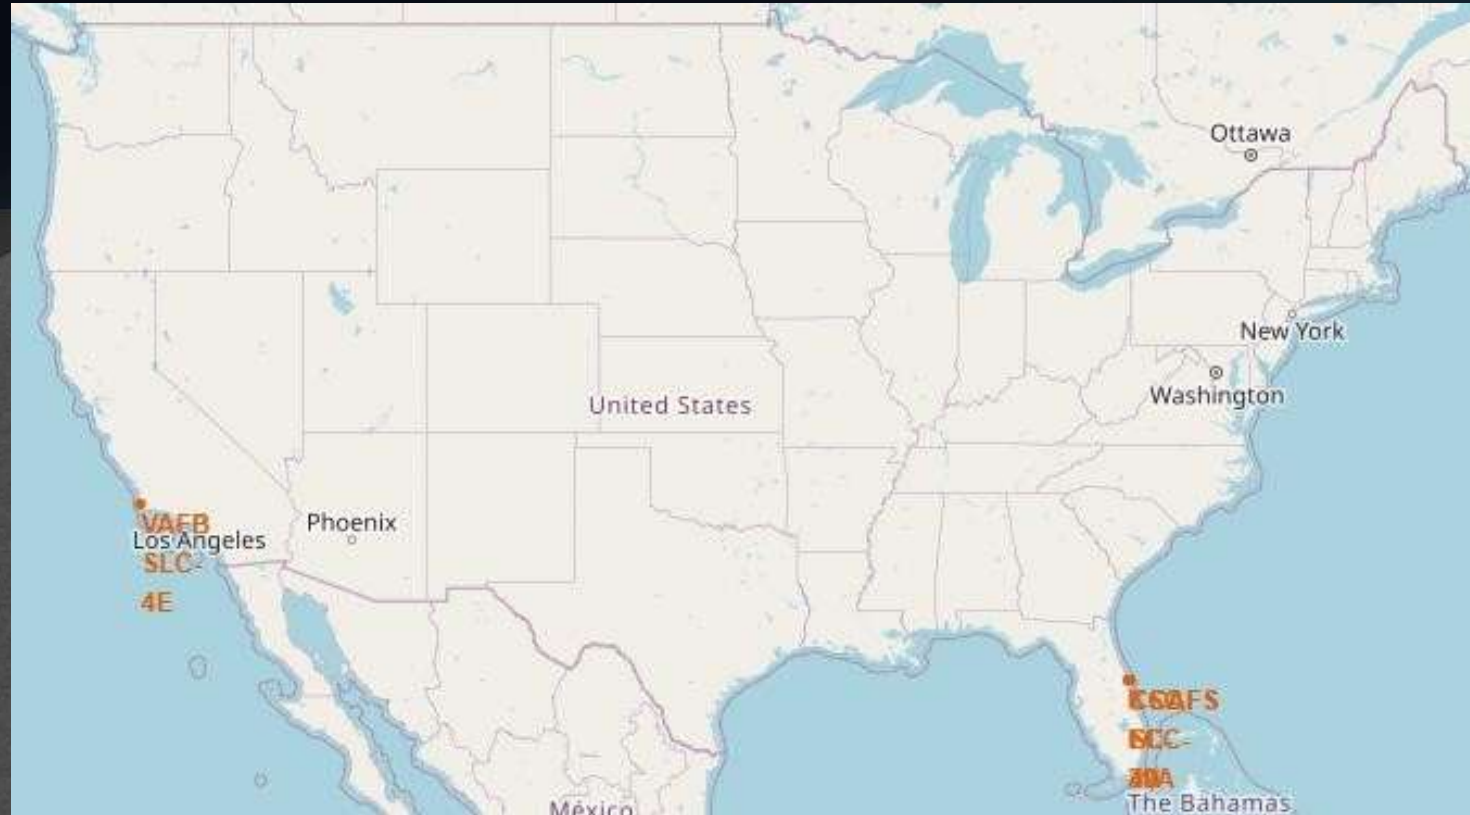 Ottawa
New York
Washington
United States
VAFB
Los Angeles
SLC-
4E
Phoenix
México
The Bahamas